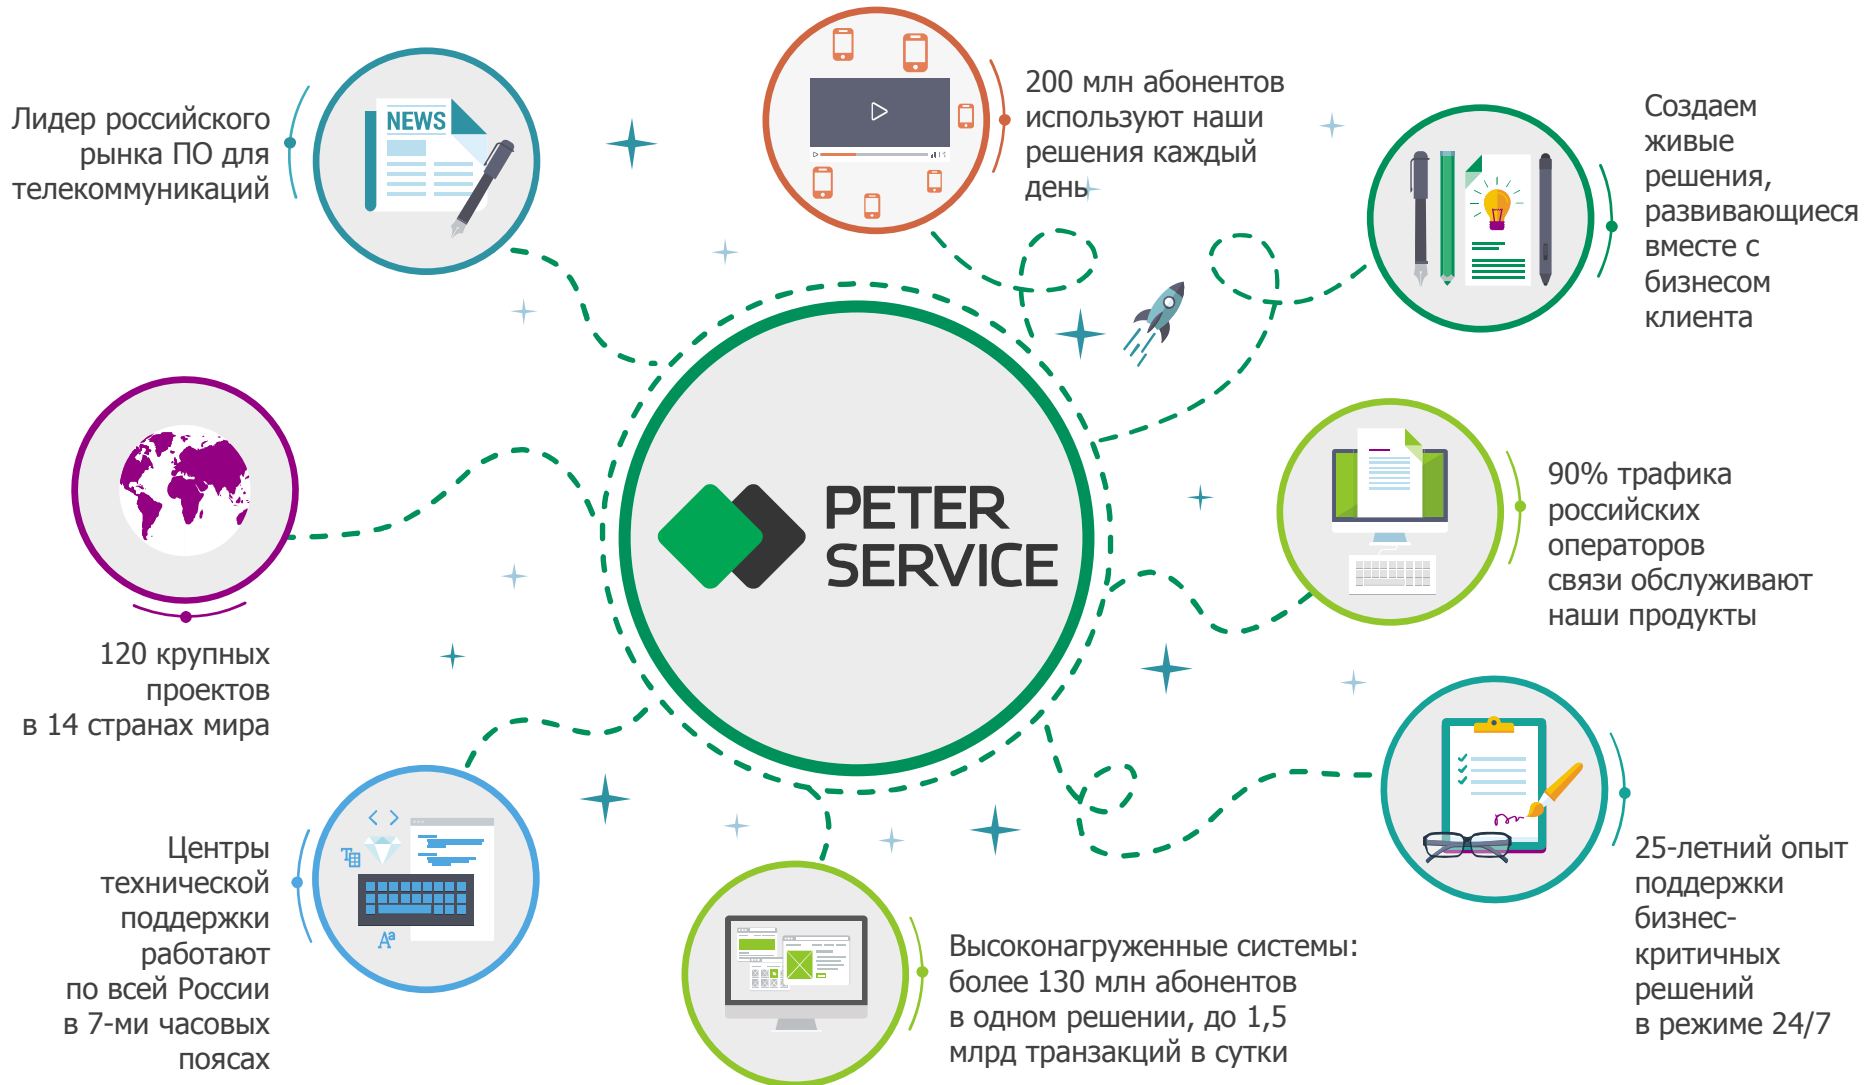 Лидер российского
рынка ПО для
телекоммуникаций
NEWS
200 млн абонентов
используют наши
решения каждый
день
Создаем
живые
решения,
развивающиеся
вместе с
бизнесом
клиента
PETER
SERVICE
90% трафика
российских
операторов
связи обслуживают
наши продукты
120 крупных
проектов
в 14 странах мира
Центры
технической
поддержки
работают
по всей России
в 7-ми часовых
поясах
T
Aa
Высоконагруженные системы:
более 130 млн абонентов
в одном решении, до 1,5
млрд транзакций в сутки
25-летний опыт
поддержки
бизнес-
критичных
решений
в режиме 24/7